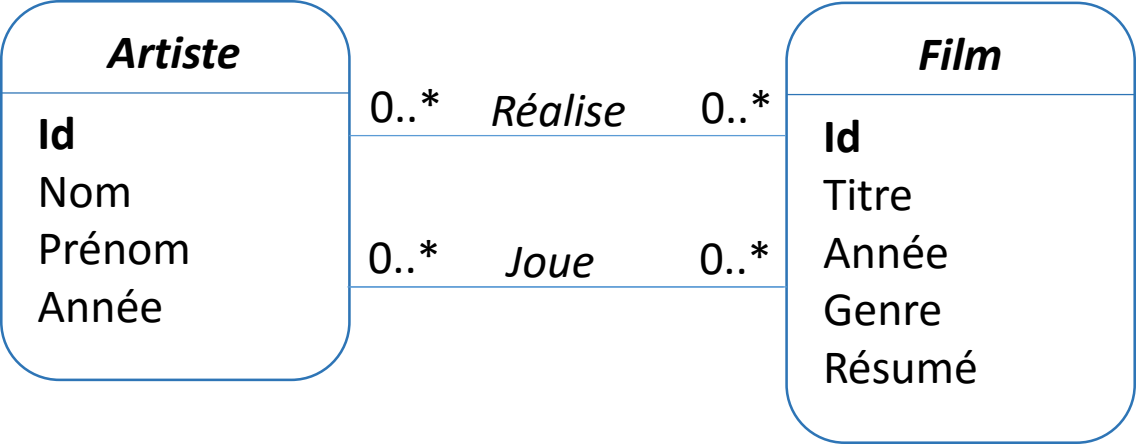 Artiste
Id
Nom
Prénom
Année
0..* Réalise 0..*
0..* Joue 0..*
Film
Id
Titre
Année
Genre
Résumé